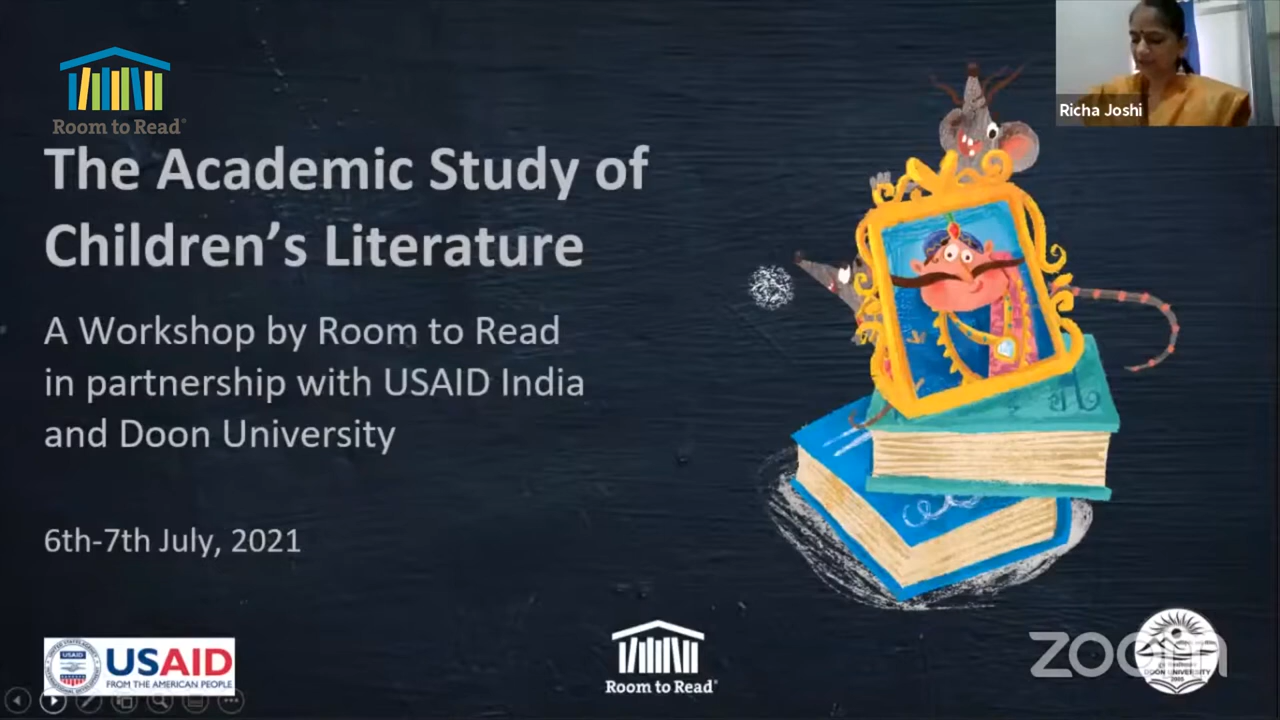 Richa Joshi
Room to Read®
The Academic Study of
Children’s Literature
A Workshop by Room to Read
in partnership with USAID India
and Doon University
6th-7th July, 2021
USAID
USAID
FROM THE AMERICAN PEOPLE
Room to Read®
zoom
DOON UNIVERSITY
2005